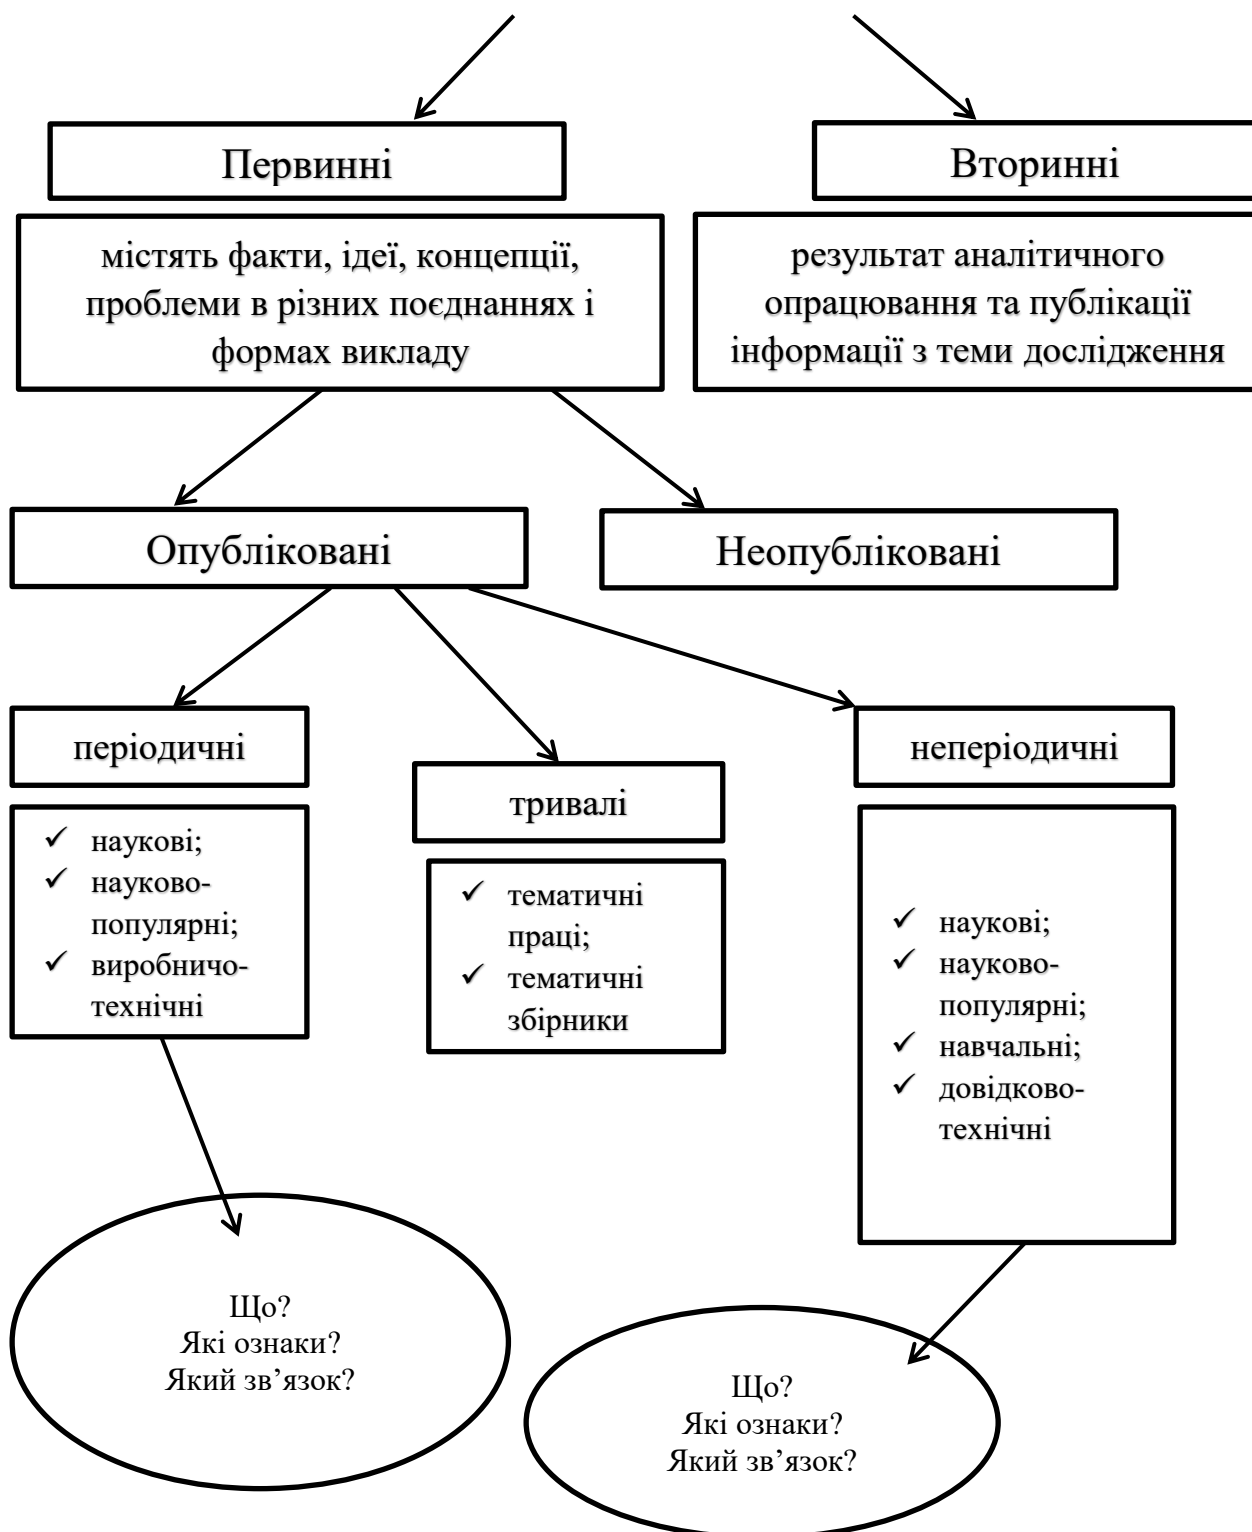 Первинні
Вторинні
містять факти, ідеї, концепції,
проблеми в різних поєднаннях і
формах викладу
результат аналітичного
опрацювання та публікації
інформації з теми дослідження
Опубліковані
Неопубліковані
періодичні
тривалі
неперіодичні
✓ наукові;
✓ науково-
популярні;
✓ виробничо-
технічні
✓ тематичні
праці;
✓ тематичні
збірники
✓ наукові;
✓ науково-
популярні;
✓ навчальні;
✓ довідково-
технічні
Що?
Які ознаки?
Який зв’язок?
Що?
Які ознаки?
Який зв’язок?